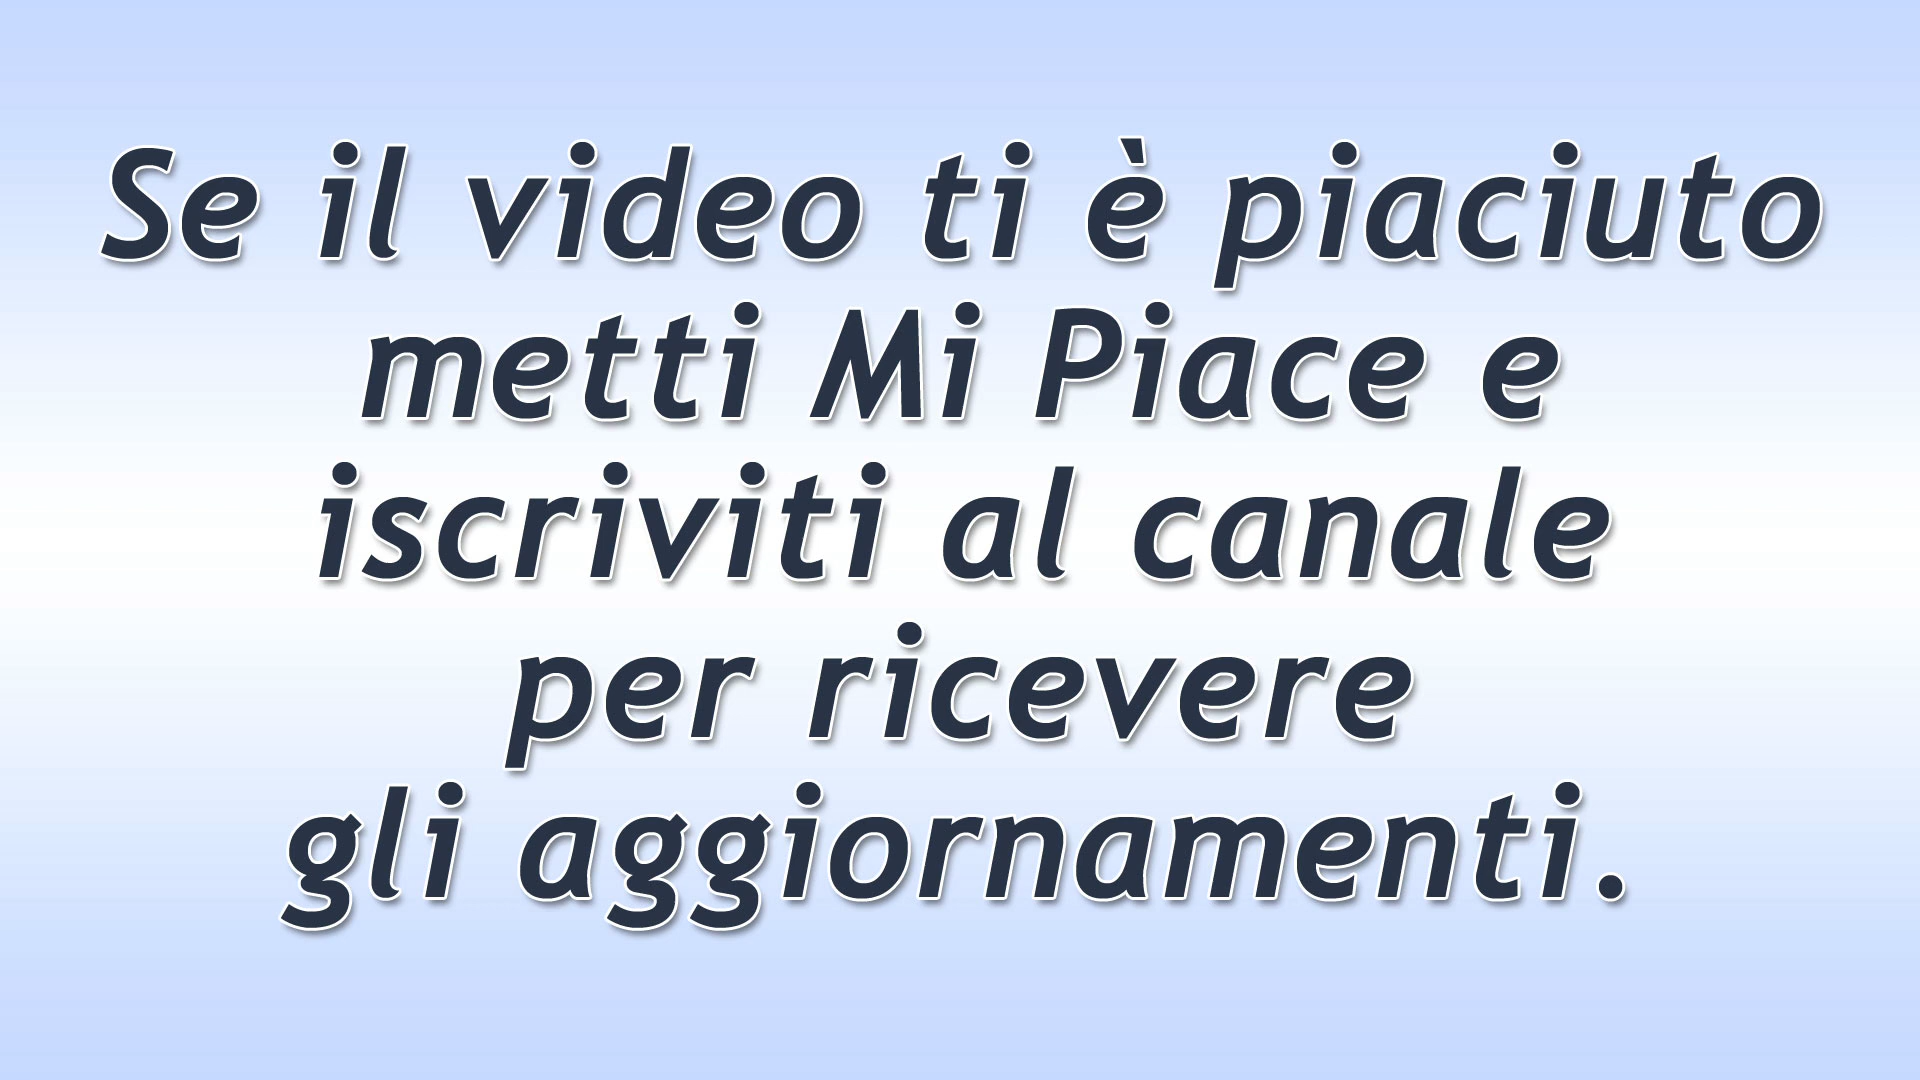 Se il video ti è piaciuto
metti Mi Piace e
iscriviti al canale
per ricevere
gli aggiornamenti.